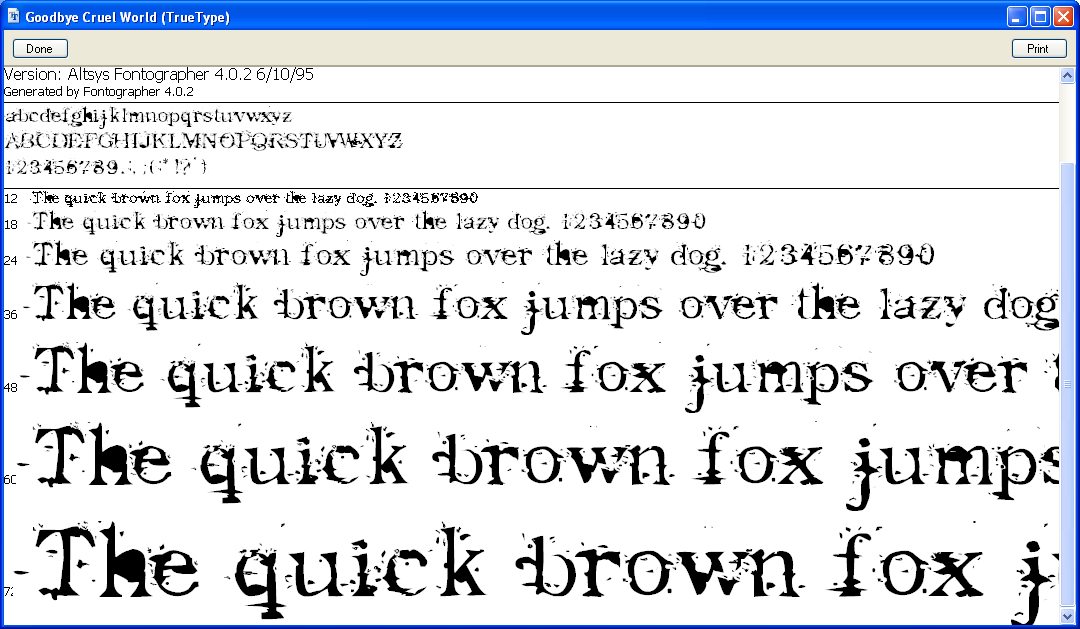 Goodbye Cruel World (TrueType)
Done
Print
Version: Altsys Fontographer 4.0.2 6/10/95
Generated by Fontographer 4.0.2
abcdefghijklmnopqrstuvwxyz
ABCDEFGHIJKLMNOPQRSTUVWXYZ
1234567890.:,;(*!?')
12 The quick brown fox jumps over the lazy dog. 1234567890
18 The quick brown fox jumps over the lazy dog. 1234567890
24 The quick brown fox jumps over the lazy dog. 1234567890
36 The quick brown fox jumps over the lazy dog
48 The quick brown fox jumps over t
60 The quick brown fox jumps
72 The quick brown fox j